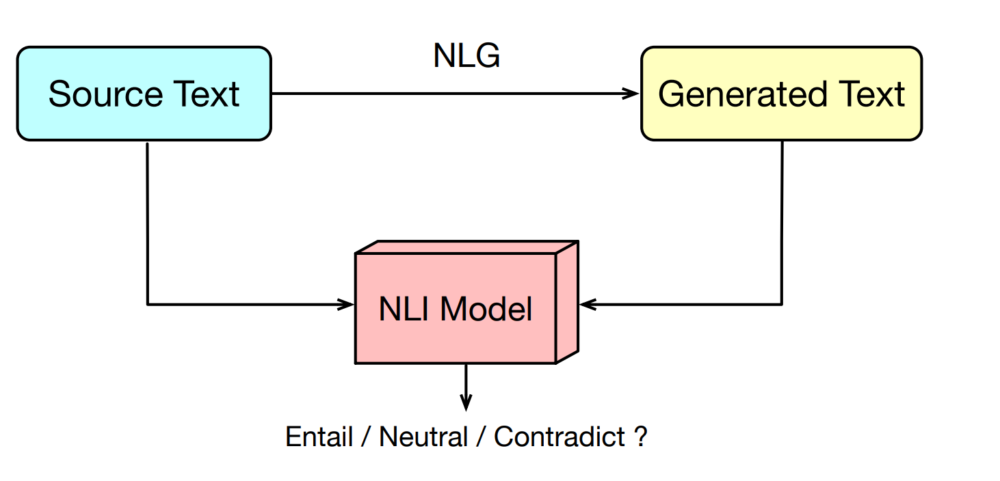 NLG
Source Text
Generated Text
NLI Model
Entail / Neutral / Contradict ?